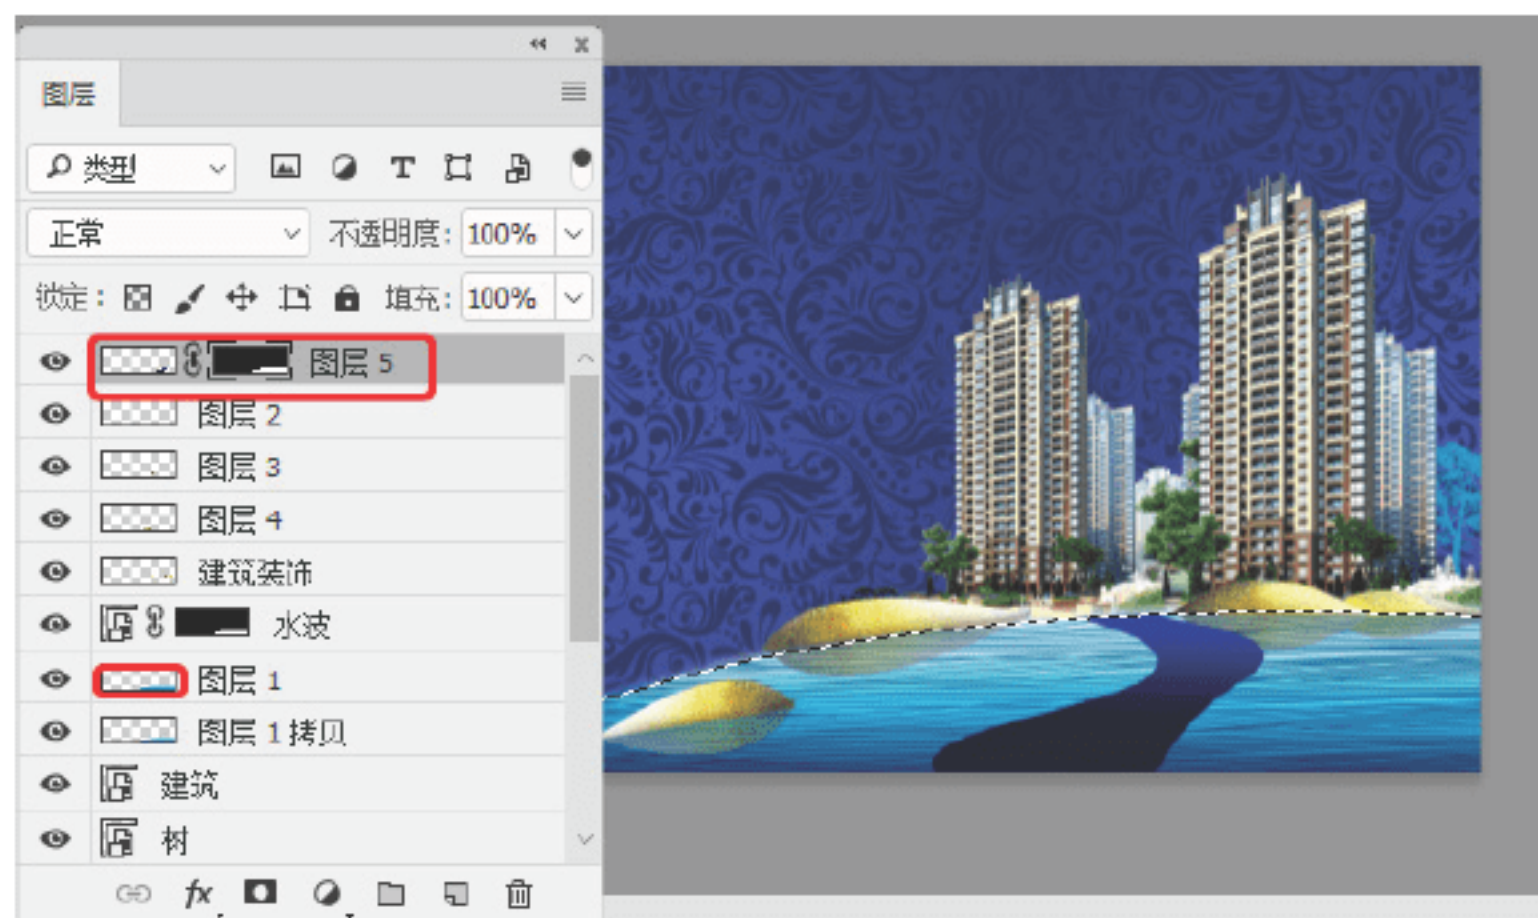 图层
类型
正常 不透明度: 100%
锁定: 填充: 100%
图层 5
图层 2
图层 3
图层 4
建筑装饰
水波
图层 1
图层 1 拷贝
建筑
树
fx